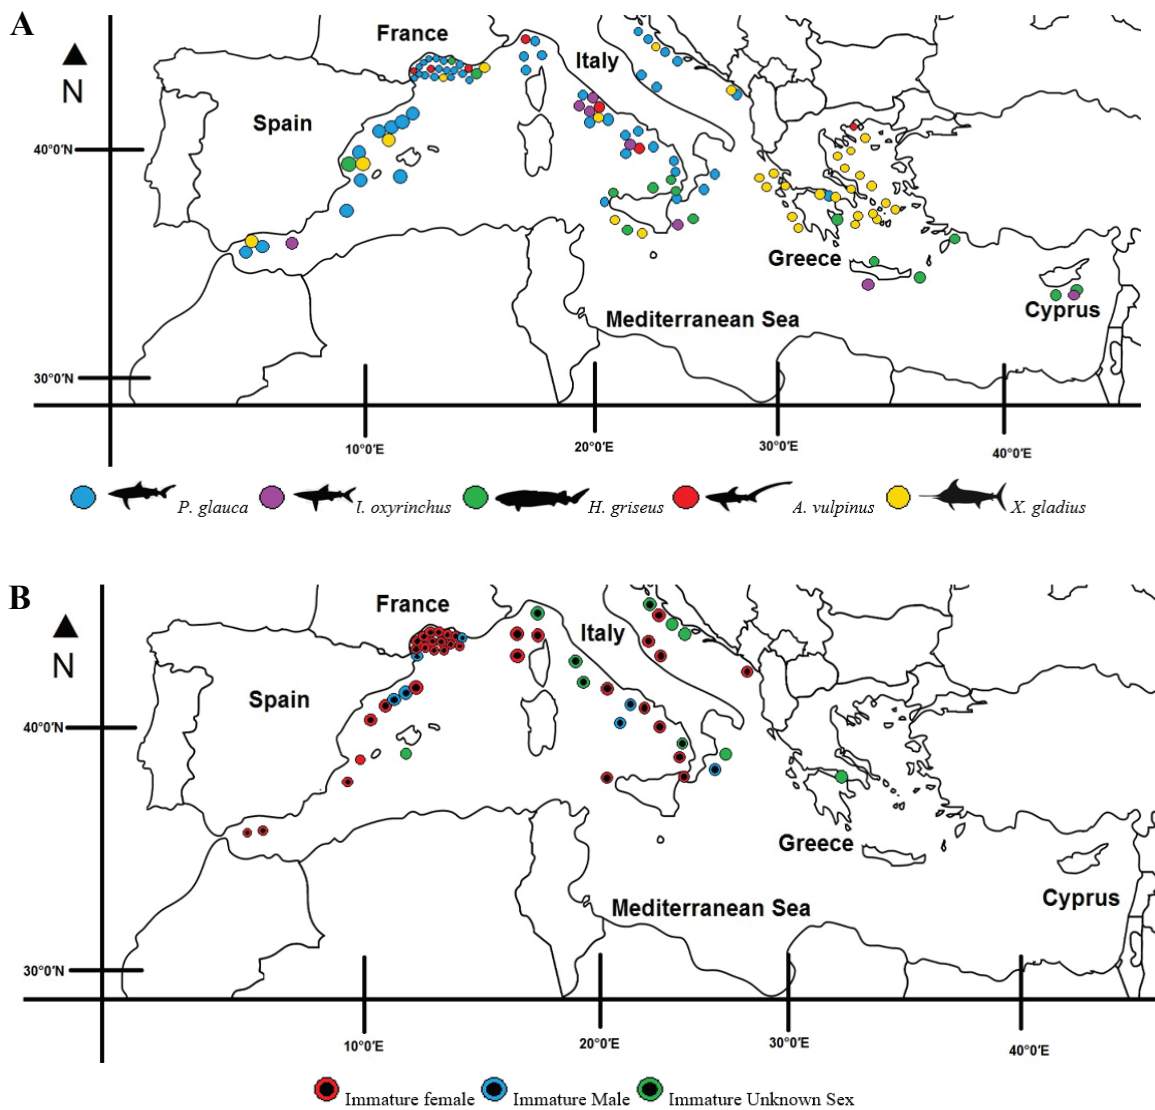 A
N
France
Italy
Spain
40°0'N
Greece
Cyprus
Mediterranean Sea
30°0'N
10°0'E
20°0'E
30°0'E
40°0'E
P. glauca
I. oxyrinchus
H. griseus
A. vulpinus
X. gladius
B
N
France
Italy
Spain
40°0'N
Greece
Cyprus
Mediterranean Sea
30°0'N
10°0'E
20°0'E
30°0'E
40°0'E
Immature female
Immature Male
Immature Unknown Sex